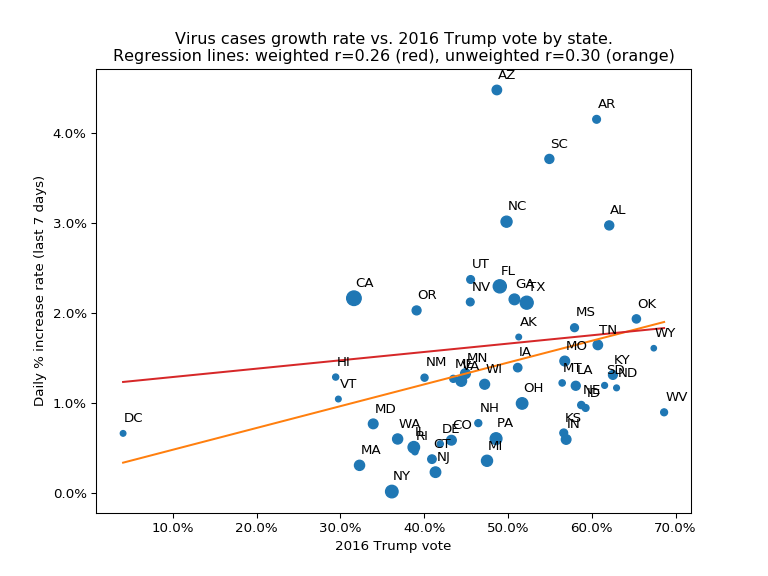 Virus cases growth rate vs. 2016 Trump vote by state.
Regression lines: weighted r=0.26 (red), unweighted r=0.30 (orange)
AZ
AR
4.0%
SC
NC
AL
3.0%
UT
FL
CA
NV
GA
TX
OR
2.0%
MS
OK
AK
TN
WY
HI
NM
MN
VA
IA
WI
MO
KY
MT
LA
SD
ND
VT
1.0%
DC
MD
OH
NE
ID
WV
NH
WA
IL
RI
DE
CO
PA
KS
IN
MA
CT
NJ
MI
NY
0.0%
Daily % increase rate (last 7 days)
10.0%
20.0%
30.0%
40.0%
50.0%
60.0%
70.0%
2016 Trump vote